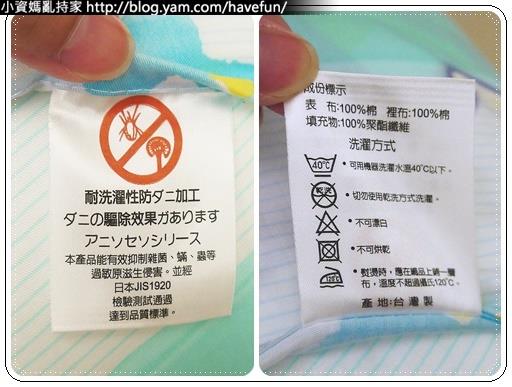 小資媽亂持家 http://blog.yam.com/havefun/
耐洗濯性防ダニ加工
ダニの驅除效果があります
アニソセソシリーズ
本產品能有效抑制雜菌、蟎、蟲等
過敏原滋生侵害。並經
日本JIS1920
檢驗測試通過
達到品質標準。
成份標示
表 布:100%棉 裡布:100%棉
填充物:100%聚酯纖維
洗濯方式
40℃ ・可用機器洗濯水溫40℃以下。
乾洗 ・切勿使用乾洗方式洗濯。
・不可漂白
・不可烘乾
・熨燙時，應在織品上鋪一層
布，溫度不超過攝氏120℃。
產地:台灣製